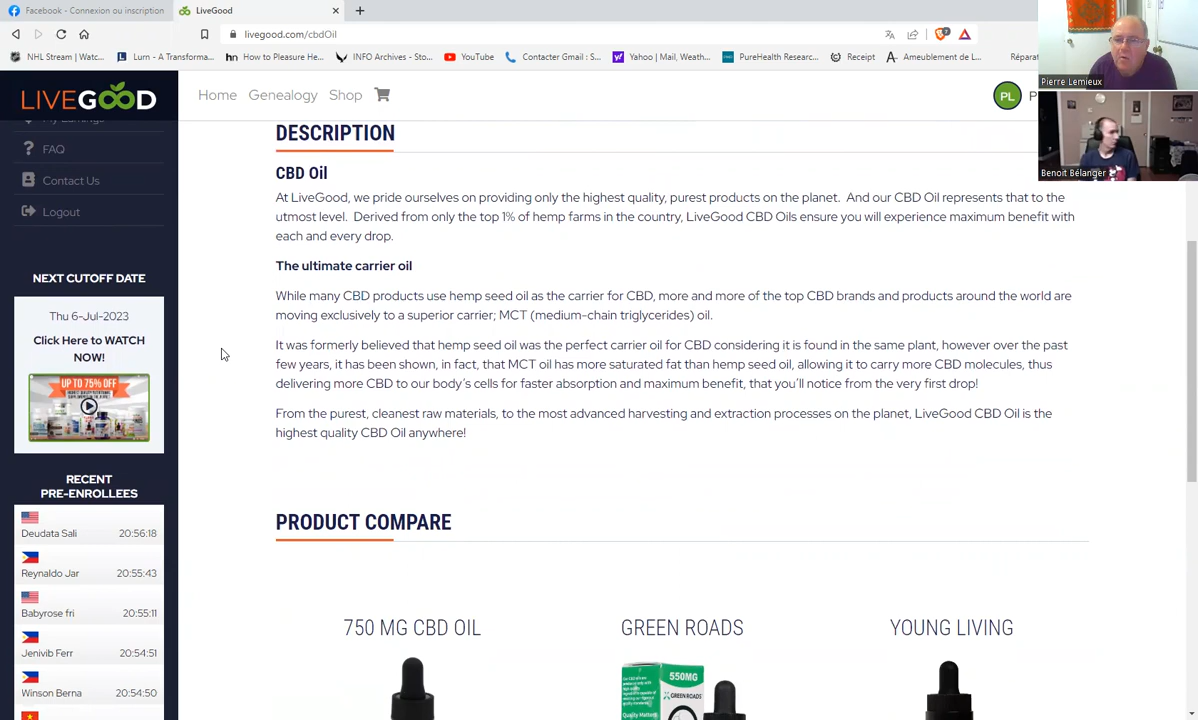 Facebook - Connexion ou inscription
LiveGood
livegood.com/cbdOil
NHL Stream | Watc...
Lurn - A Transforma...
How to Pleasure He...
INFO Archives - Sto...
YouTube
Contacter Gmail : S...
Yahoo | Mail, Weath...
PureHealth Researc...
Receipt
Ameublement de L...
Répara
Pierre Lemieux
Benoit Bélanger
LIVEGOOD
Home
Genealogy
Shop
PL
P
My Earnings
FAQ
Contact Us
Logout
NEXT CUTOFF DATE
Thu 6-Jul-2023
Click Here to WATCH
NOW!
UP TO 75% OFF
RECENT
PRE-ENROLLEES
Deudata Sali 20:56:18
Reynaldo Jar 20:55:43
Babyrose fri 20:55:11
Jenivib Ferr 20:54:51
Winson Berna 20:54:50
DESCRIPTION
CBD Oil
At LiveGood, we pride ourselves on providing only the highest quality, purest products on the planet. And our CBD Oil represents that to the
utmost level. Derived from only the top 1% of hemp farms in the country, LiveGood CBD Oils ensure you will experience maximum benefit with
each and every drop.
The ultimate carrier oil
While many CBD products use hemp seed oil as the carrier for CBD, more and more of the top CBD brands and products around the world are
moving exclusively to a superior carrier; MCT (medium-chain triglycerides) oil.
It was formerly believed that hemp seed oil was the perfect carrier oil for CBD considering it is found in the same plant, however over the past
few years, it has been shown, in fact, that MCT oil has more saturated fat than hemp seed oil, allowing it to carry more CBD molecules, thus
delivering more CBD to our body's cells for faster absorption and maximum benefit, that you'll notice from the very first drop!
From the purest, cleanest raw materials, to the most advanced harvesting and extraction processes on the planet, LiveGood CBD Oil is the
highest quality CBD Oil anywhere!
PRODUCT COMPARE
750 MG CBD OIL
GREEN ROADS
YOUNG LIVING
550MG
GREEN ROADS
Quality Matters